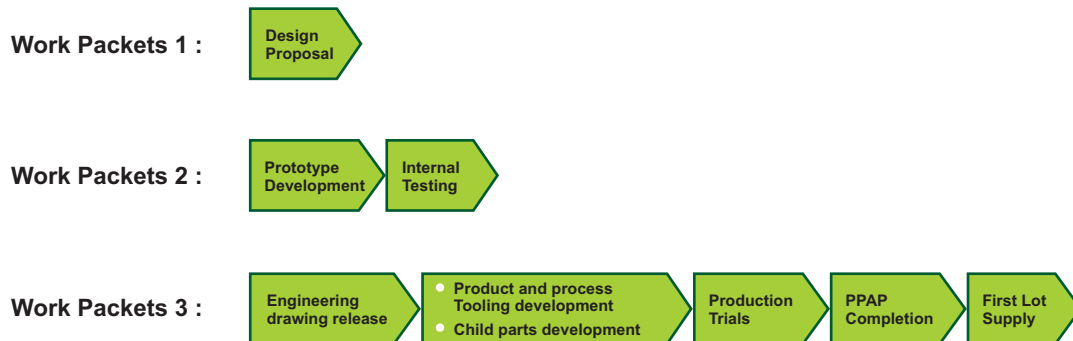 Work Packets 1 :
Design
Proposal
Work Packets 2 :
Prototype
Development
Internal
Testing
Work Packets 3 :
Engineering
drawing release
Product and process
Tooling development
Child parts development
Production
Trials
PPAP
Completion
First Lot
Supply